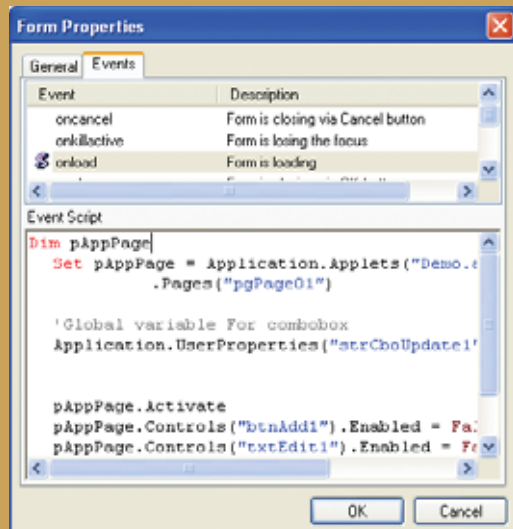 Form Properties
General Events
Event Description
oncancel Form is closing via Cancel button
onkillactive Form is losing the focus
onload Form is loading
Event Script
Dim pAppPage
Set pAppPage = Application.Applets("Demo.
.Pages("pgPage01")
'Global variable For combobox
Application.UserProperties("strCboUpdate1"
pAppPage.Activate
pAppPage.Controls("btnAdd1").Enabled = Fal
pAppPage.Controls("txtEdit1").Enabled = Fa
OK Cancel